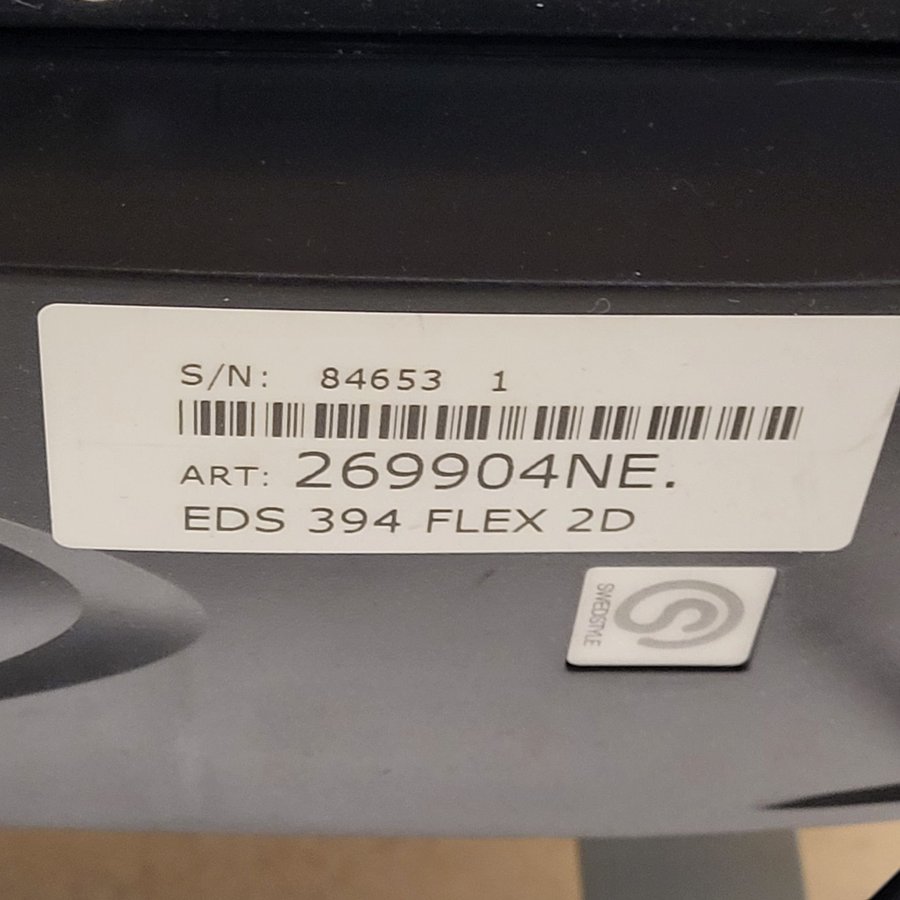 S/N: 84653 1
ART: 269904NE.
EDS 394 FLEX 2D
SWEDSTYLE